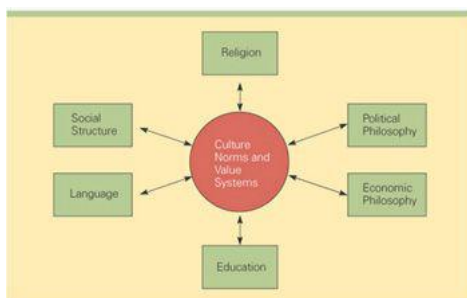 Religion
Social
Structure
Political
Philosophy
Culture
Norms and
Value
Systems
Language
Economic
Philosophy
Education